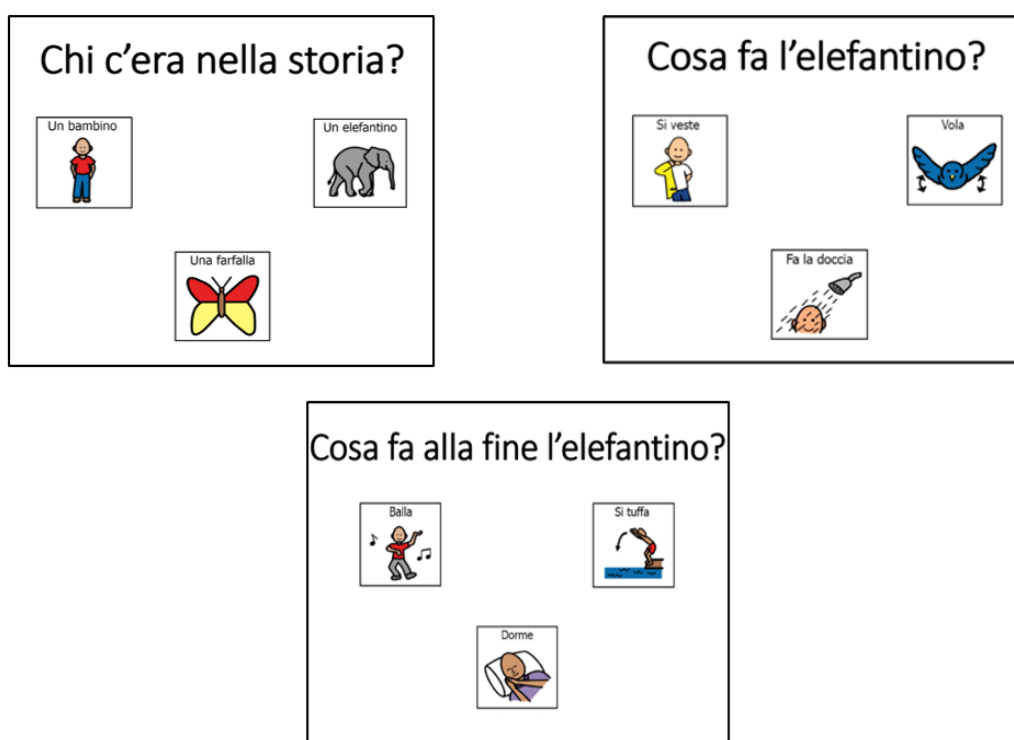 Chi c'era nella storia?
Un bambino
Un elefantino
Una farfalla
Cosa fa l'elefantino?
Si veste
Vola
Fa la doccia
Cosa fa alla fine l'elefantino?
Balla
Si tuffa
Dorme